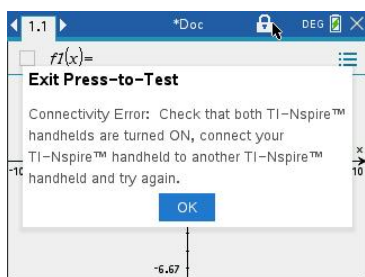 1.1
*Doc
DEG
f1(x)=
Exit Press-to-Test
Connectivity Error: Check that both TI-Nspire™
handhelds are turned ON, connect your
TI-Nspire™ handheld to another TI-Nspire™
handheld and try again.
x
-10
10
OK
-6.67